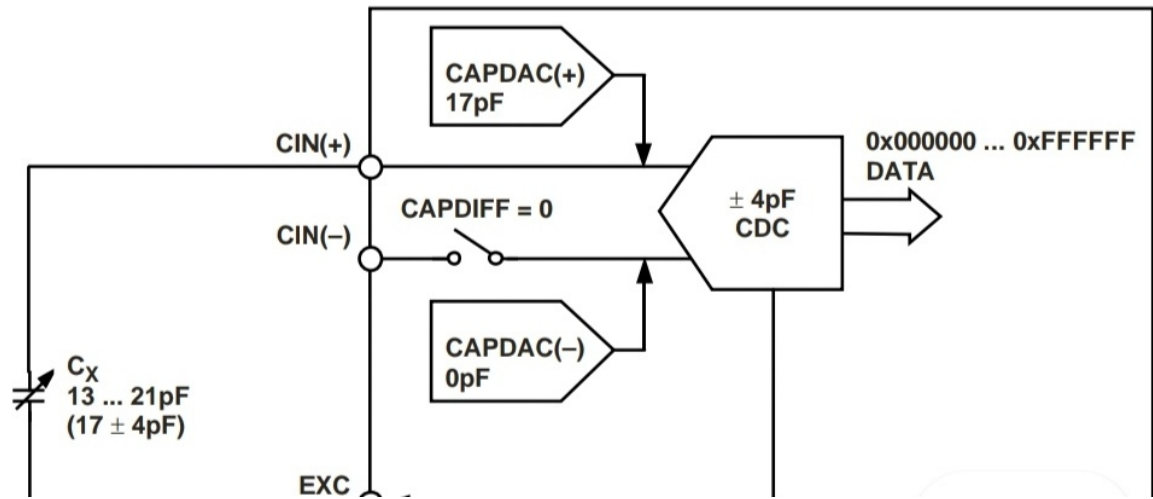 CAPDAC(+)
17pF
CIN(+)
0x000000 ... 0xFFFFFF
DATA
CAPDIFF = 0
± 4pF
CDC
CIN(–)
CAPDAC(–)
0pF
CX
13 ... 21pF
(17 ± 4pF)
EXC